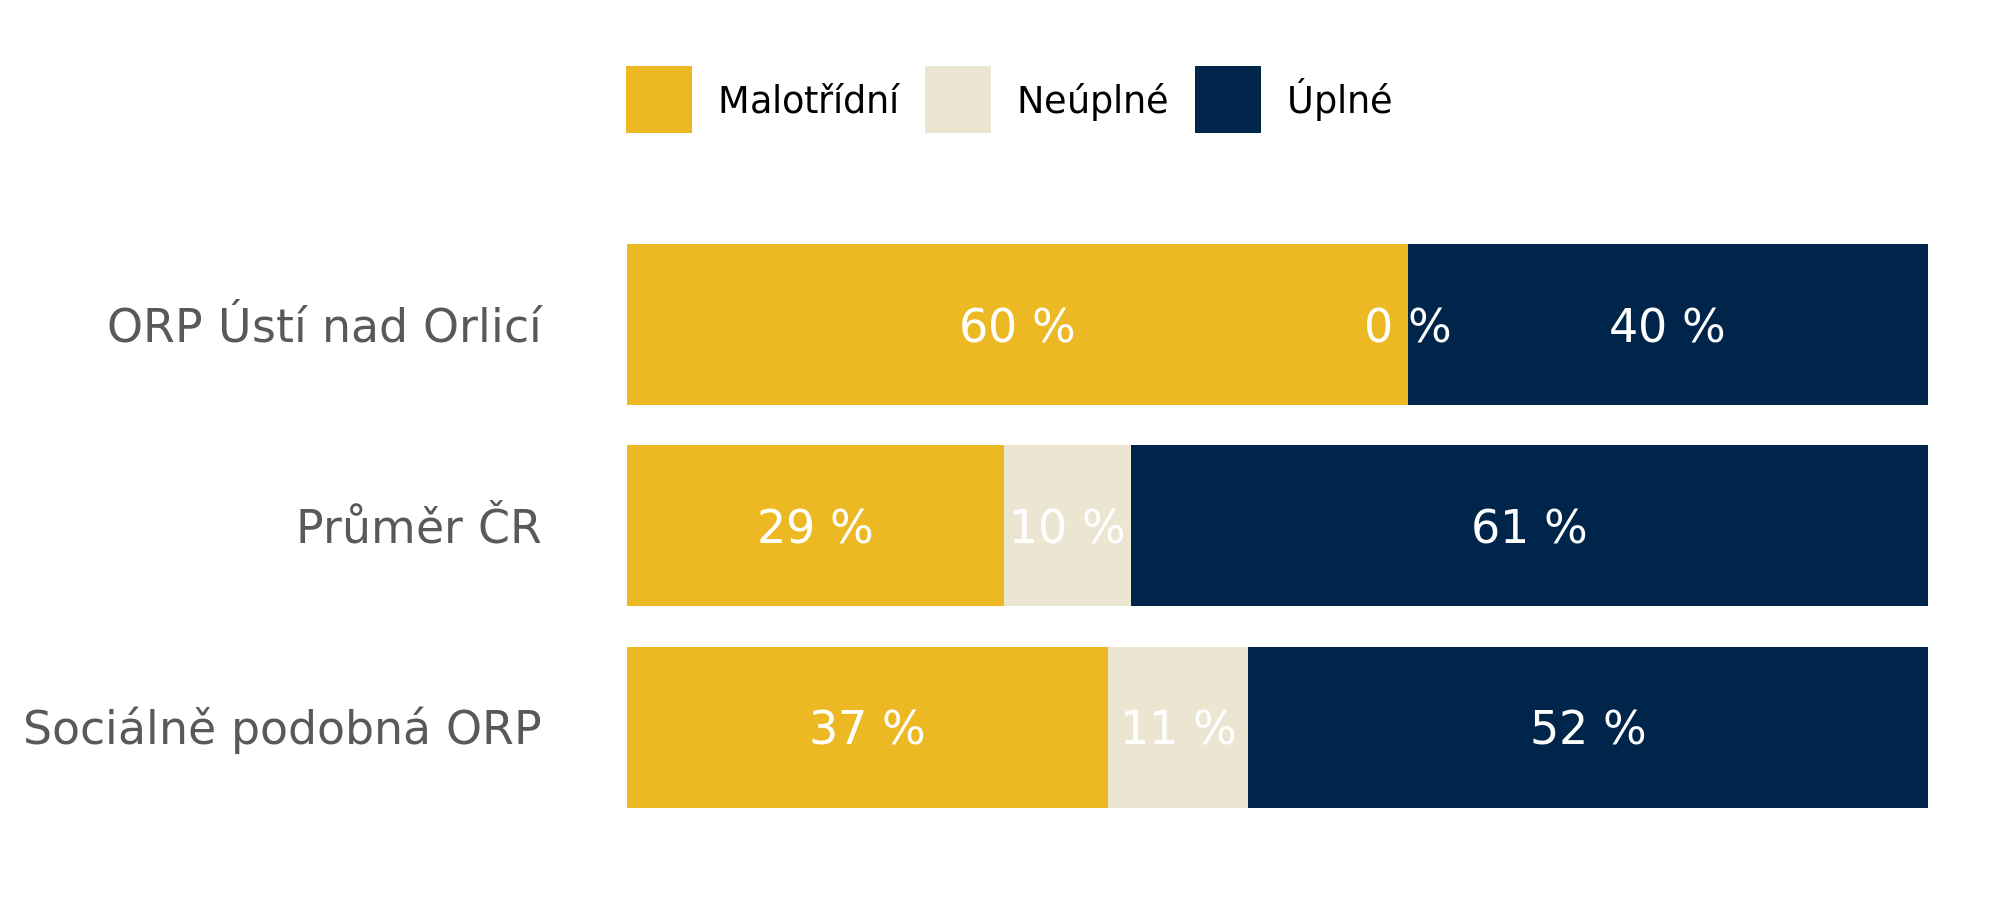 Malotřídní Neúplné Úplné
ORP Ústí nad Orlicí 60 % 0 % 40 %
Průměr ČR 29 % 10 % 61 %
Sociálně podobná ORP 37 % 11 % 52 %